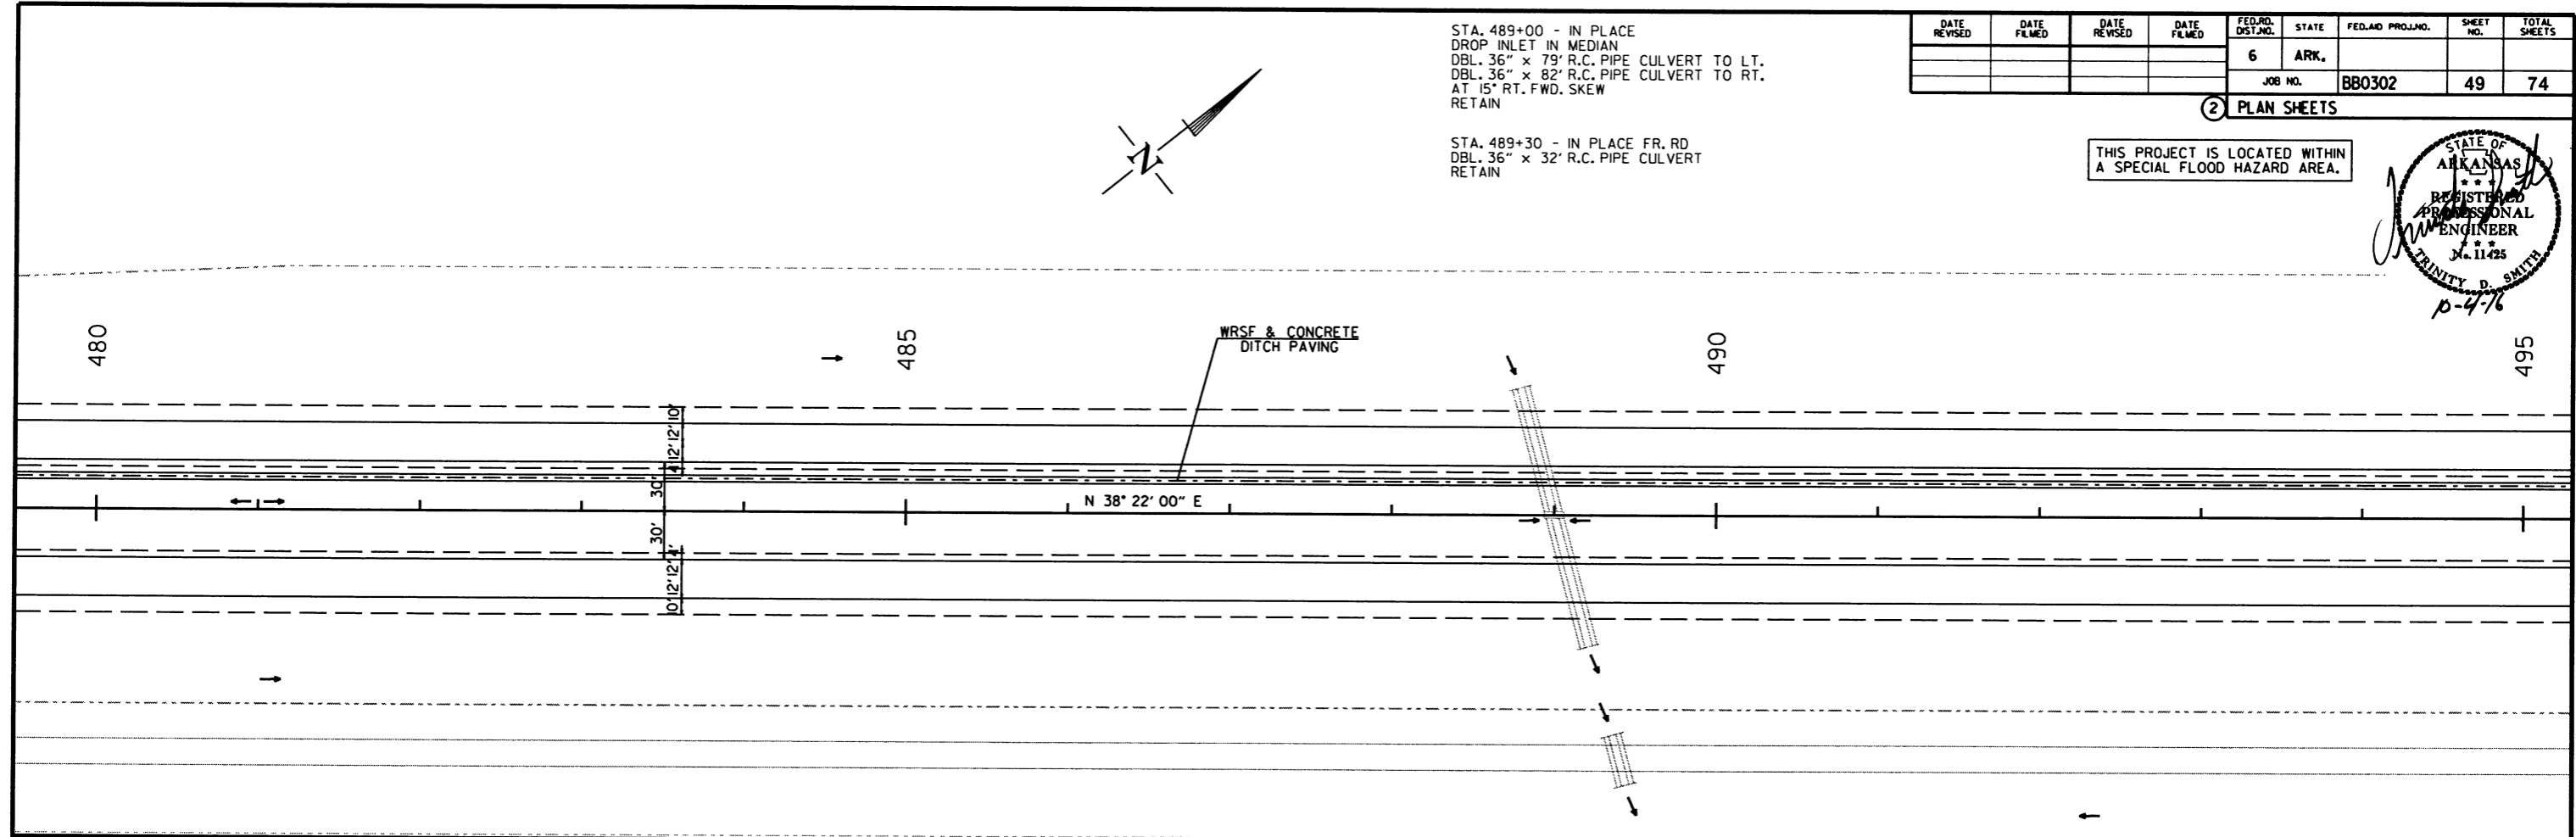 STA. 489+00 - IN PLACE
DROP INLET IN MEDIAN
DBL. 36" x 79' R.C. PIPE CULVERT TO LT.
DBL. 36" x 82' R.C. PIPE CULVERT TO RT.
AT 15° RT. FWD. SKEW
RETAIN
STA. 489+30 - IN PLACE FR. RD
DBL. 36" x 32' R.C. PIPE CULVERT
RETAIN
DATE REVISED
DATE FILMED
DATE REVISED
DATE FILMED
FED.RD. DIST.NO.
STATE
FED.AID PROJ.NO.
SHEET NO.
TOTAL SHEETS
6 ARK.
JOB NO. BB0302 49 74
2 PLAN SHEETS
THIS PROJECT IS LOCATED WITHIN
A SPECIAL FLOOD HAZARD AREA.
STATE OF
ARKANSAS
REGISTERED
PROFESSIONAL
ENGINEER
No. 11425
TRINITY D. SMITH
N
480
485
490
495
WRSF & CONCRETE
DITCH PAVING
10'
12'
12'
4'
30'
30'
4'
12'
12'
10'
N 38° 22' 00" E